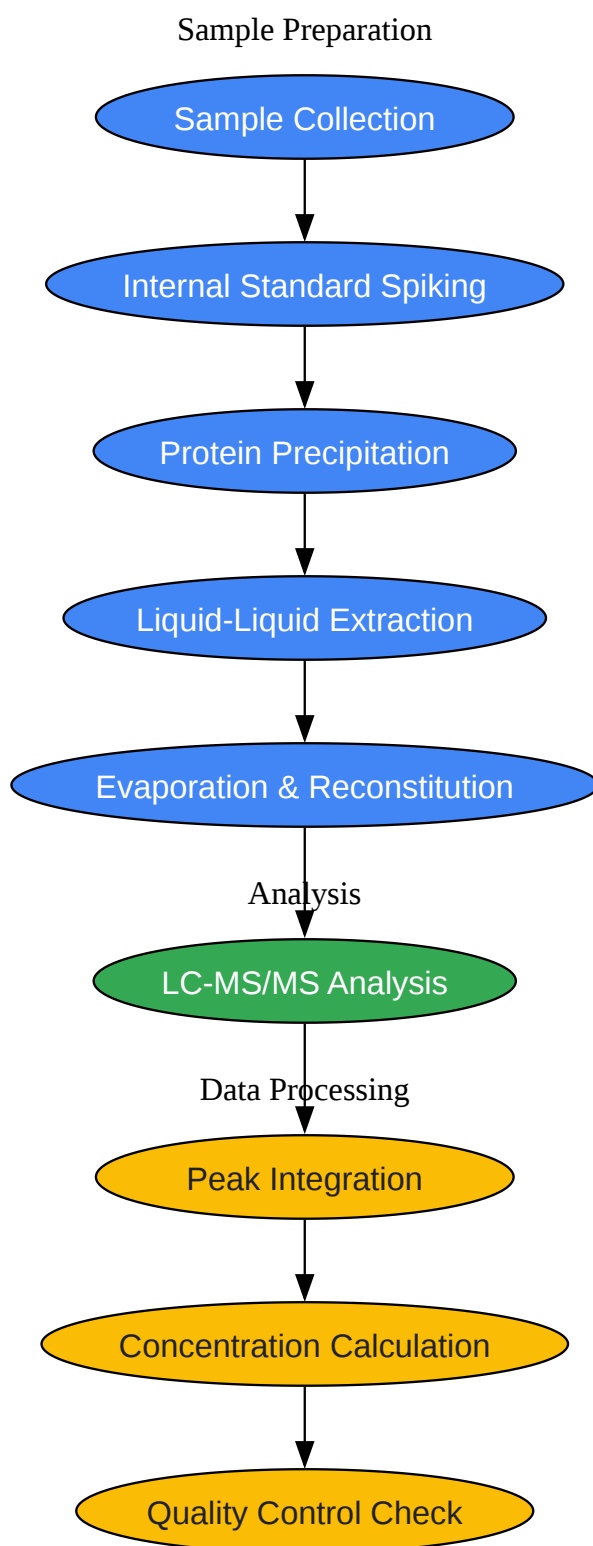 Sample Preparation
Sample Collection
Internal Standard Spiking
Protein Precipitation
Liquid-Liquid Extraction
Evaporation & Reconstitution
Analysis
LC-MS/MS Analysis
Data Processing
Peak Integration
Concentration Calculation
Quality Control Check